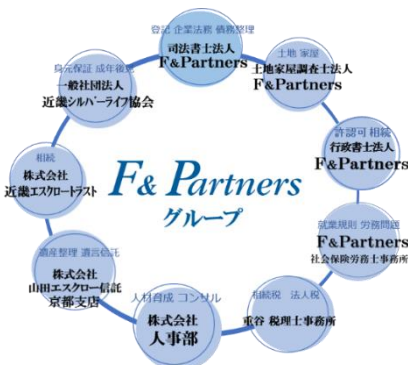 登記 企業法務 債務整理
司法書士法人
F&Partners
土地 家屋
土地家屋調査士法人
F&Partners
許認可 相続
行政書士法人
F&Partners
就業規則 労務問題
F&Partners
社会保険労務士事務所
相続税 法人税
重谷 税理士事務所
人材育成 コンサル
株式会社
人事部
遺産整理 遺言信託
株式会社
山田エスクロー信託
京都支店
相続
株式会社
近畿エスクロートラスト
身元保証 成年後見
一般社団法人
近畿シルバーライフ協会
F& Partners
グループ